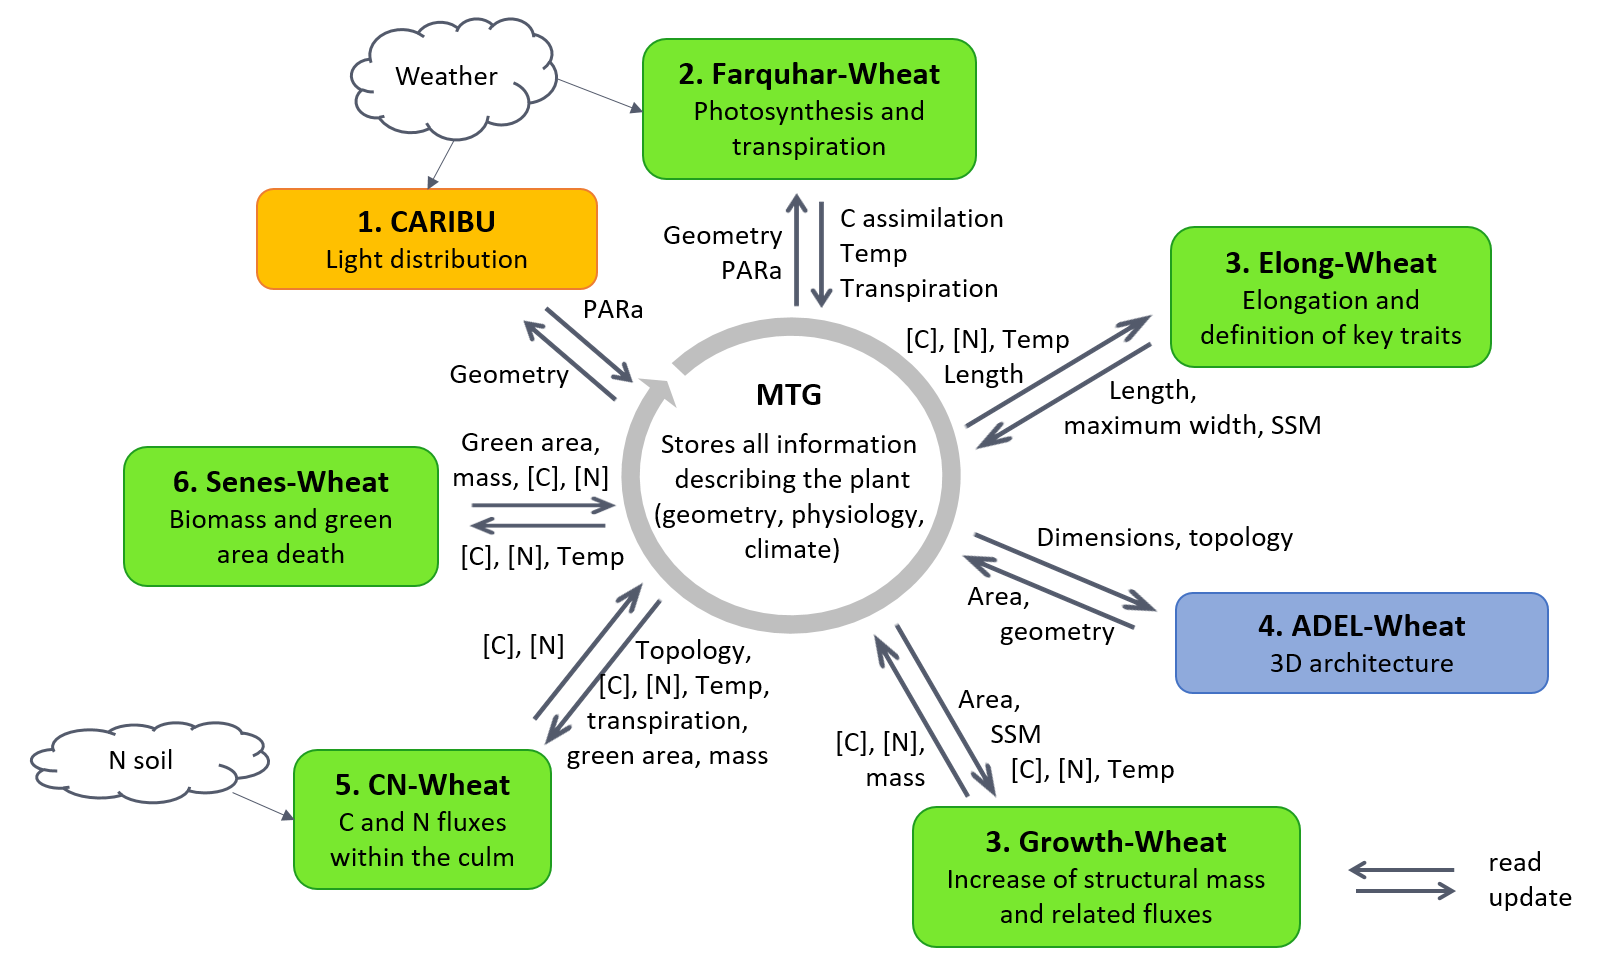 Weather
2. Farquhar-Wheat
Photosynthesis and
transpiration
1. CARIBU
Light distribution
Geometry
PARa
C assimilation
Temp
Transpiration
3. Elong-Wheat
Elongation and
definition of key traits
PARa
Geometry
[C], [N], Temp
Length
Length,
maximum width, SSM
MTG
Stores all information
describing the plant
(geometry, physiology,
climate)
Green area,
mass, [C], [N]
6. Senes-Wheat
Biomass and green
area death
[C], [N], Temp
Dimensions, topology
Area,
geometry
4. ADEL-Wheat
3D architecture
[C], [N]
Topology,
[C], [N], Temp,
transpiration,
green area, mass
Area,
SSM
[C], [N], Temp
[C], [N],
mass
N soil
5. CN-Wheat
C and N fluxes
within the culm
3. Growth-Wheat
Increase of structural mass
and related fluxes
read
update